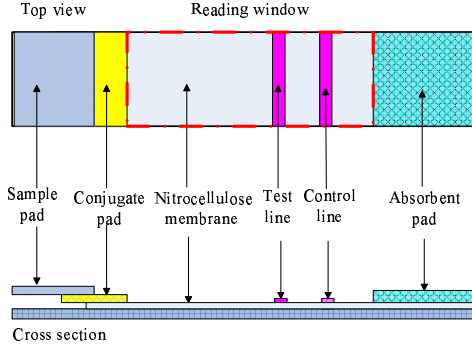 Top view
Reading window
Sample
pad
Conjugate
pad
Nitrocellulose
membrane
Test
line
Control
line
Absorbent
pad
Cross section